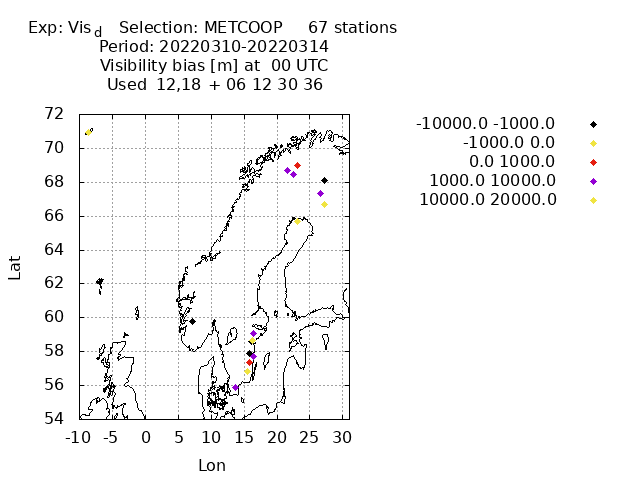 Exp: Vis d Selection: METCOOP 67 stations
Period: 20220310-20220314
Visibility bias [m] at 00 UTC
Used 12,18 + 06 12 30 36
-10000.0 -1000.0
-1000.0 0.0
0.0 1000.0
1000.0 10000.0
10000.0 20000.0
72
70
68
66
64
62
60
58
56
54
Lat
-10 -5 0 5 10 15 20 25 30
Lon